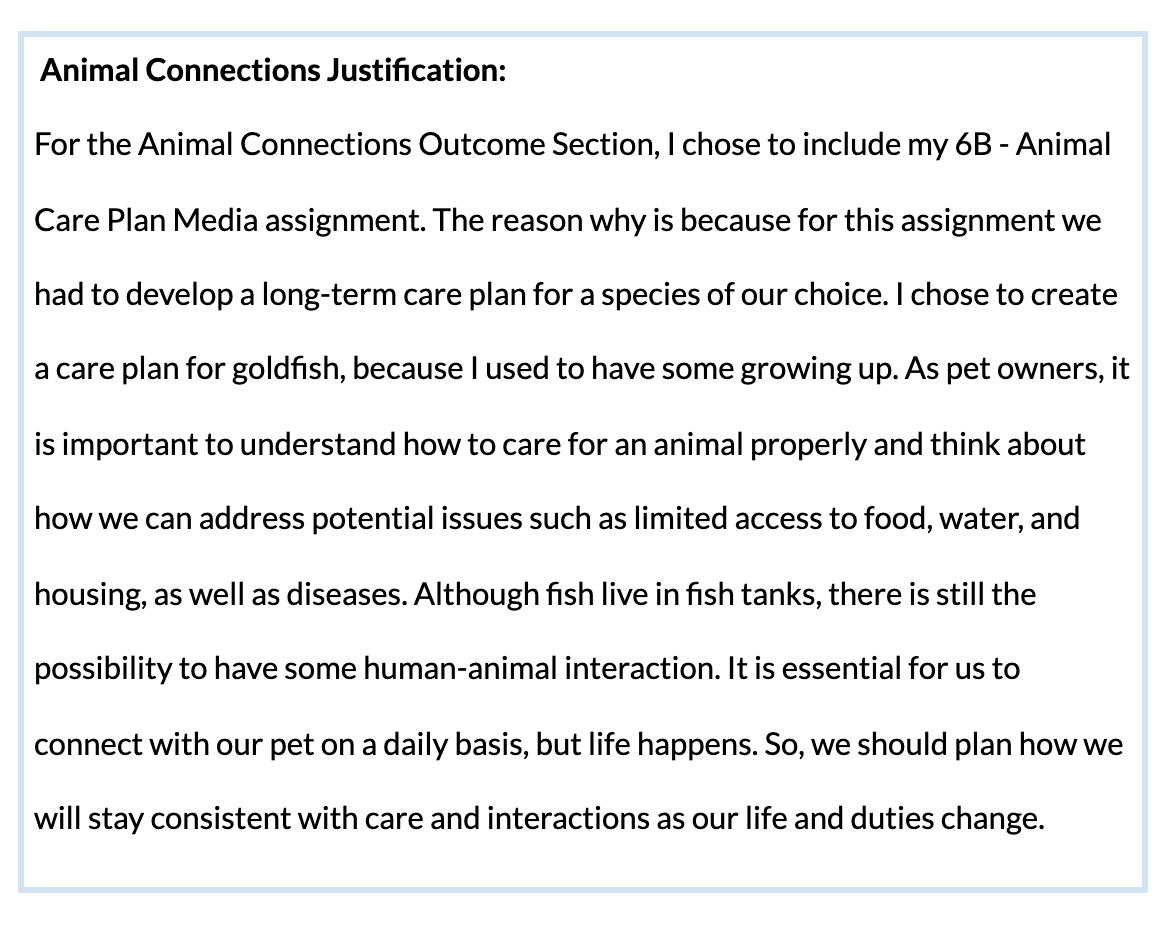 Animal Connections Justification:
For the Animal Connections Outcome Section, I chose to include my 6B - Animal
Care Plan Media assignment. The reason why is because for this assignment we
had to develop a long-term care plan for a species of our choice. I chose to create
a care plan for goldfish, because I used to have some growing up. As pet owners, it
is important to understand how to care for an animal properly and think about
how we can address potential issues such as limited access to food, water, and
housing, as well as diseases. Although fish live in fish tanks, there is still the
possibility to have some human-animal interaction. It is essential for us to
connect with our pet on a daily basis, but life happens. So, we should plan how we
will stay consistent with care and interactions as our life and duties change.